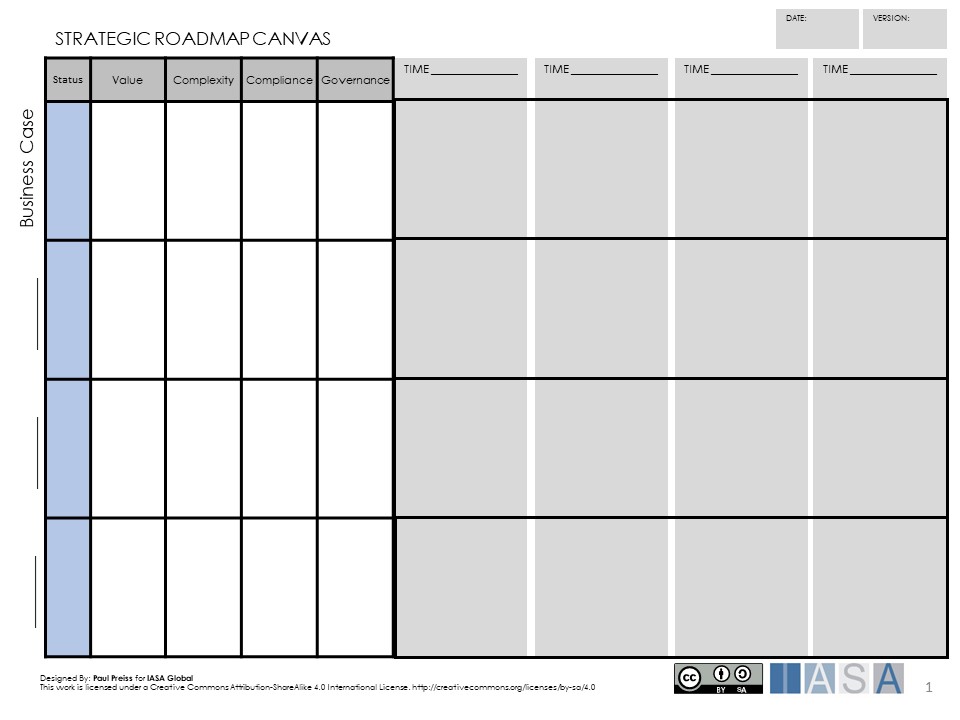 DATE:
VERSION:
STRATEGIC ROADMAP CANVAS
Status
Value
Complexity
Compliance
Governance
TIME______________
TIME______________
TIME______________
TIME______________
Business Case
Designed By: Paul Preiss for IASA Global
This work is licensed under a Creative Commons Attribution-ShareAlike 4.0 International License. http://creativecommons.org/licenses/by-sa/4.0
cc
BY SA
IASA
1